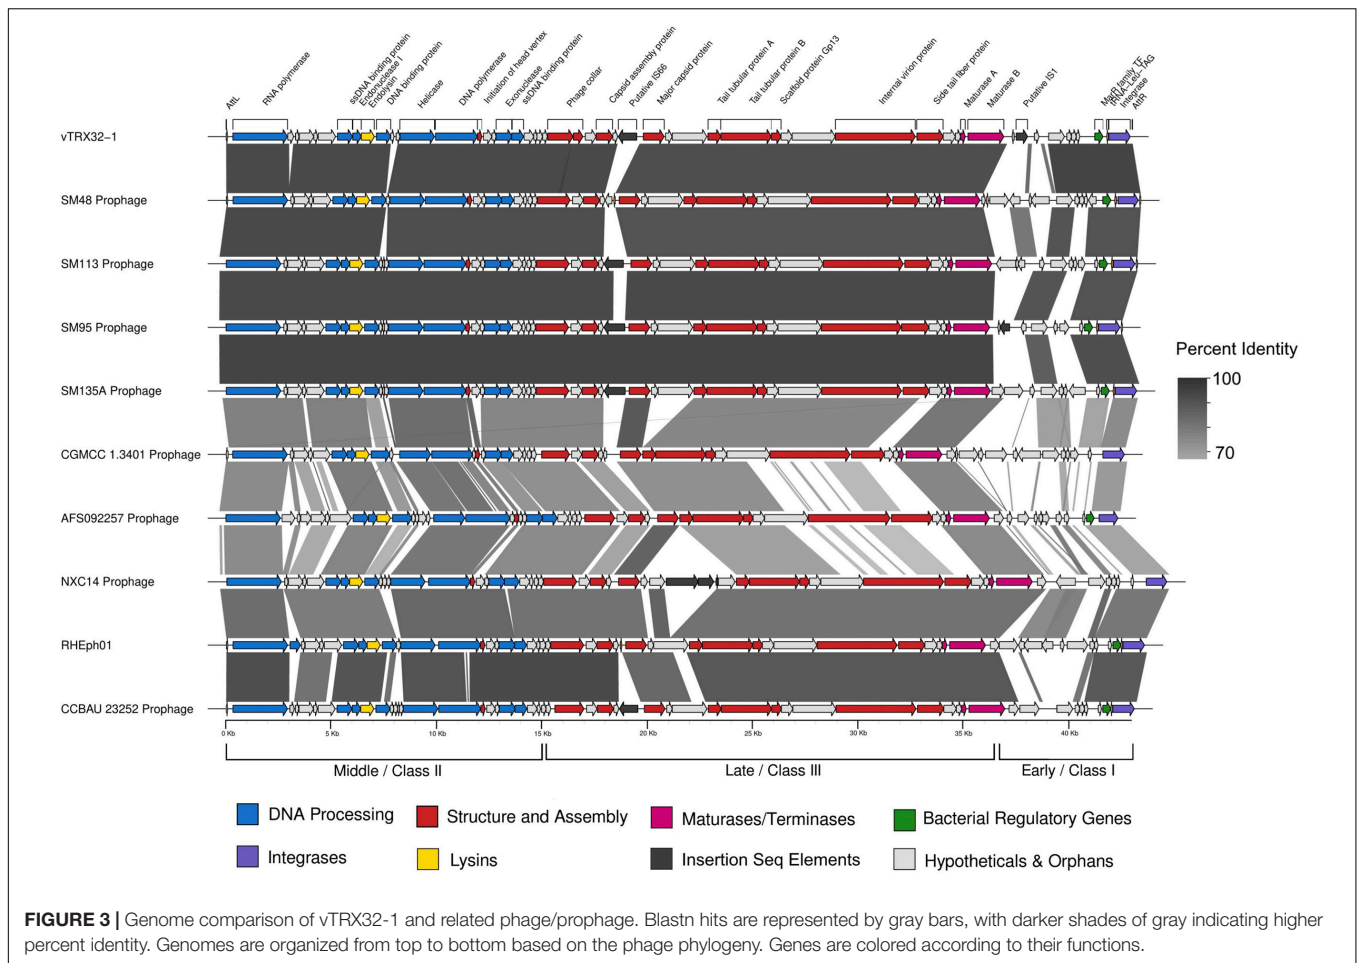 AttL
RNA polymerase
ssDNA binding protein
Endonuclease I
Endolysin
DNA binding protein
Helicase
DNA polymerase
Initiation of head vertex
Exonuclease
ssDNA binding protein
Phage collar
Capsid assembly protein
Putative IS66
Major capsid protein
Tail tubular protein A
Tail tubular protein B
Scaffold protein Gp13
Internal virion protein
Side tail fiber protein
Maturase A
Maturase B
Putative IS1
MarR family TF
tRNA-Leu-TAG
Integrase
AttR
vTRX32-1
SM48 Prophage
SM113 Prophage
SM95 Prophage
SM135A Prophage
CGMCC 1.3401 Prophage
AFS092257 Prophage
NXC14 Prophage
RHEph01
CCBAU 23252 Prophage
Percent Identity
100
70
0 Kb 5 Kb 10 Kb 15 Kb 20 Kb 25 Kb 30 Kb 35 Kb 40 Kb
Middle / Class II Late / Class III Early / Class I
DNA Processing Structure and Assembly Maturases/Terminases Bacterial Regulatory Genes
Integrases Lysins Insertion Seq Elements Hypotheticals & Orphans
FIGURE 3 | Genome comparison of vTRX32-1 and related phage/prophage. Blastn hits are represented by gray bars, with darker shades of gray indicating higher
percent identity. Genomes are organized from top to bottom based on the phage phylogeny. Genes are colored according to their functions.